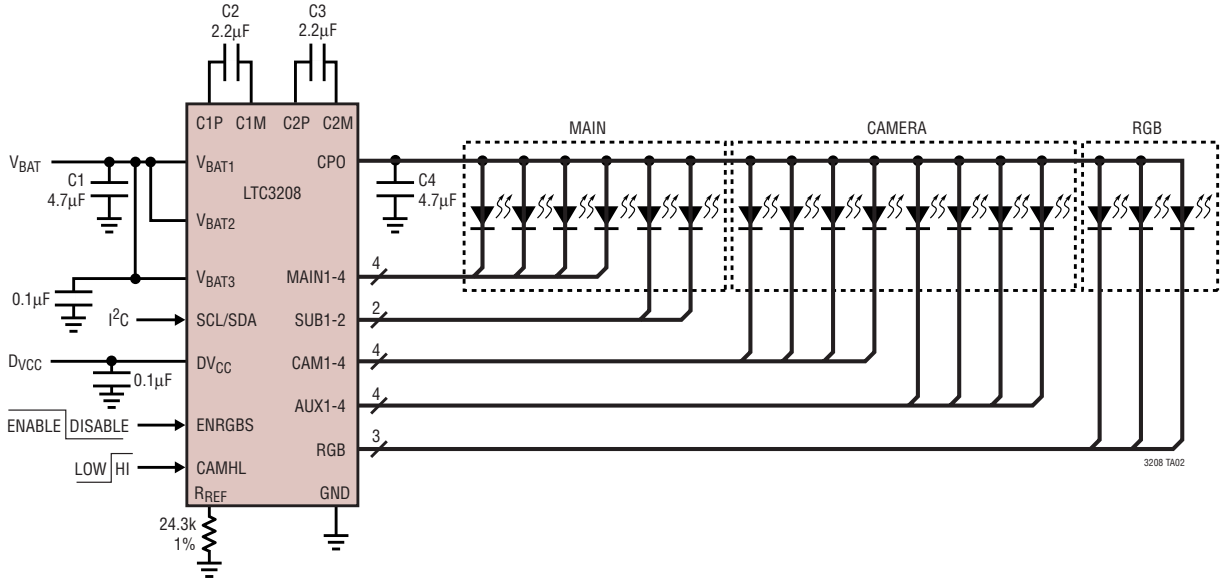 C2
2.2µF
C3
2.2µF
C1P C1M C2P C2M
MAIN
CAMERA
RGB
VBAT
VBAT1
CPO
C1
4.7µF
LTC3208
C4
4.7µF
VBAT2
VBAT3
MAIN1-4
4
0.1µF
I2C
SCL/SDA
SUB1-2
2
DVCC
DVCC
CAM1-4
4
0.1µF
AUX1-4
4
ENABLE DISABLE
ENRGBS
RGB
3
3208 TA02
LOW HI
CAMHL
RREF
GND
24.3k
1%